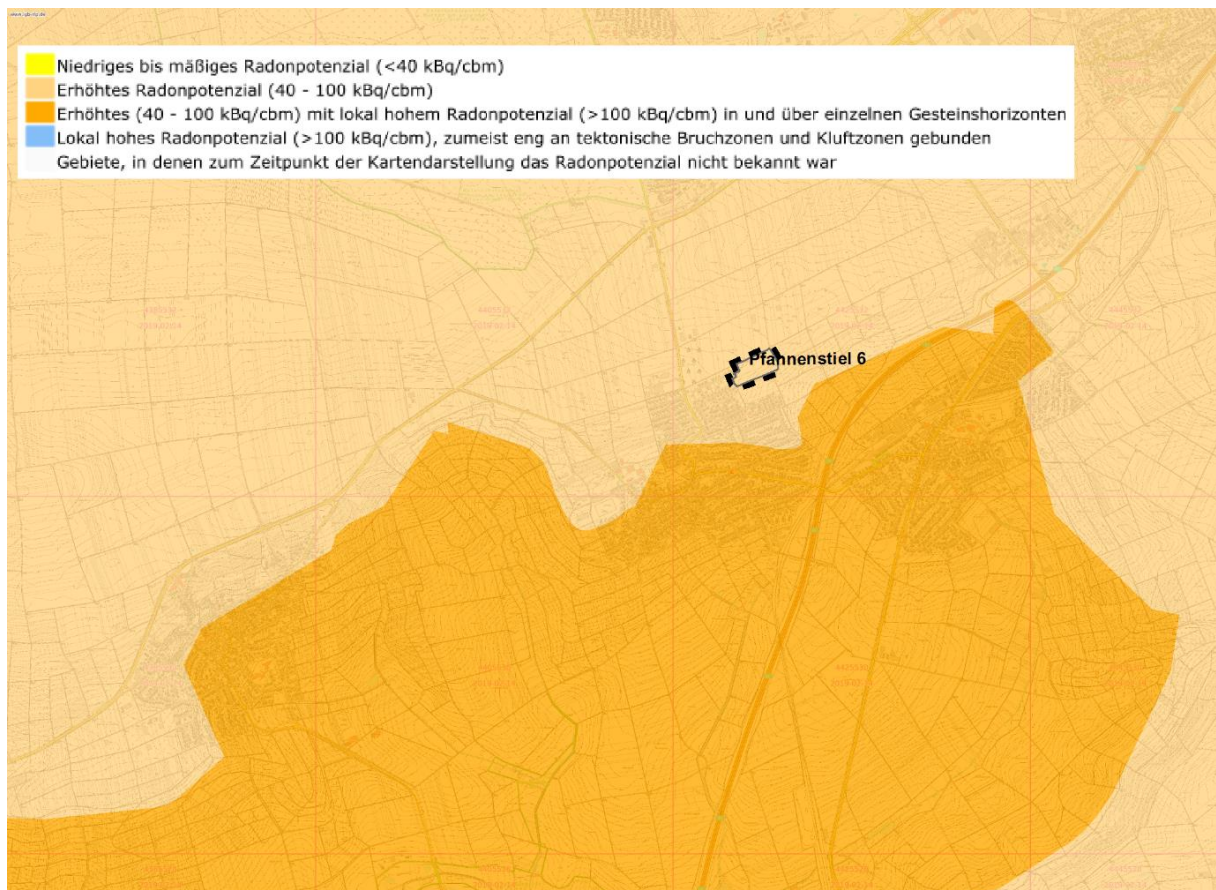 Niedriges bis mäßiges Radonpotenzial (<40 kBq/cbm)
Erhöhtes Radonpotenzial (40 - 100 kBq/cbm)
Erhöhtes (40 - 100 kBq/cbm) mit lokal hohem Radonpotenzial (>100 kBq/cbm) in und über einzelnen Gesteinshorizonten
Lokal hohes Radonpotenzial (>100 kBq/cbm), zumeist eng an tektonische Bruchzonen und Kluftzonen gebunden
Gebiete, in denen zum Zeitpunkt der Kartendarstellung das Radonpotenzial nicht bekannt war
Pfannenstiel 6